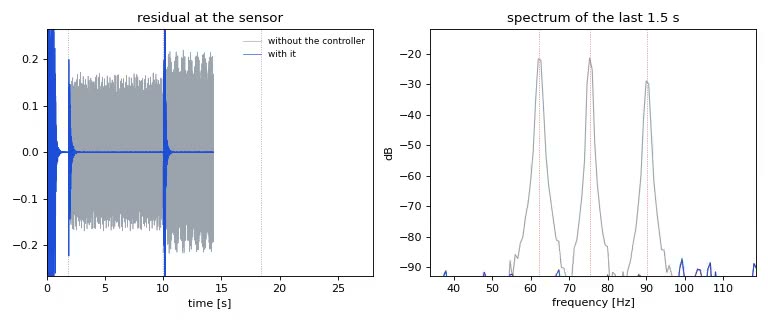 residual at the sensor
spectrum of the last 1.5 s
without the controller
with it
0.2
0.1
0.0
−0.1
−0.2
0 5 10 15 20 25
time [s]
−20
−30
−40
−50
−60
−70
−80
−90
dB
40 50 60 70 80 90 100 110
frequency [Hz]